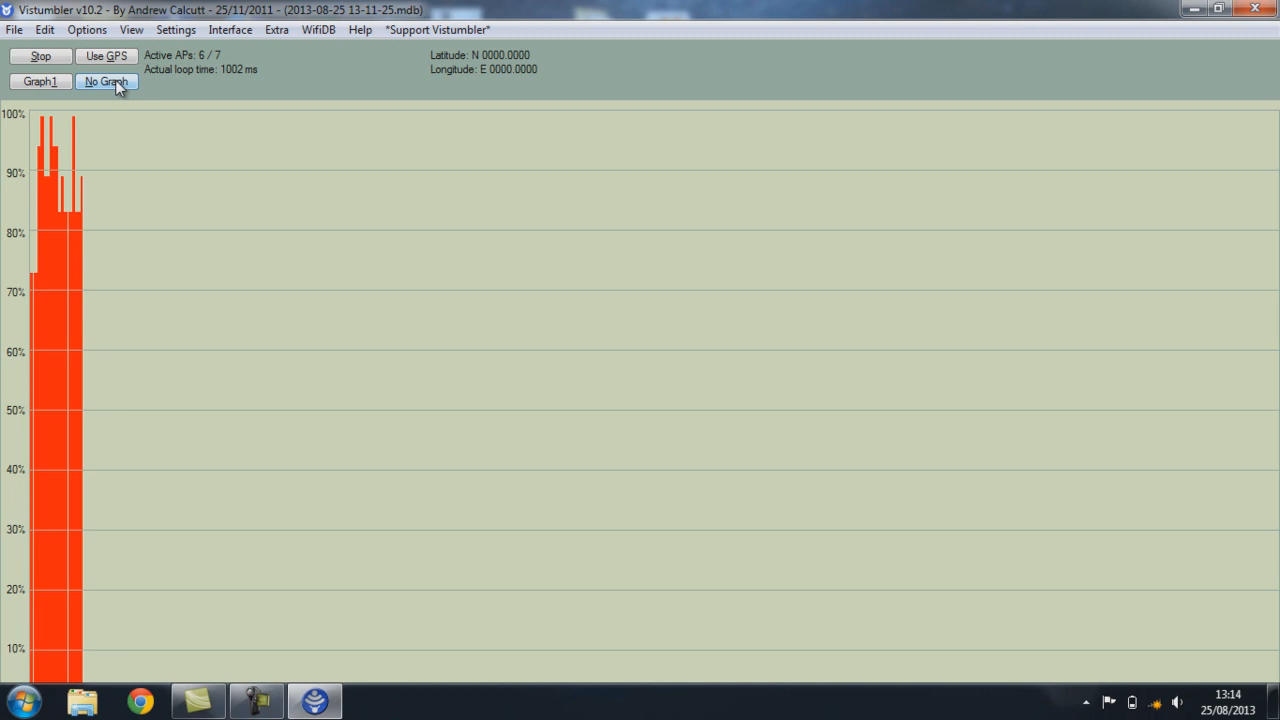 Vistumbler v10.2 - By Andrew Calcutt - 25/11/2011 - (2013-08-25 13-11-25.mdb)
File Edit Options View Settings Interface Extra WifiDB Help *Support Vistumbler*
Stop Use GPS Active APs: 6 / 7 Latitude: N 0000.0000
Actual loop time: 1002 ms Longitude: E 0000.0000
Graph1 No Graph
100%
90%
80%
70%
60%
50%
40%
30%
20%
10%
13:14
25/08/2013